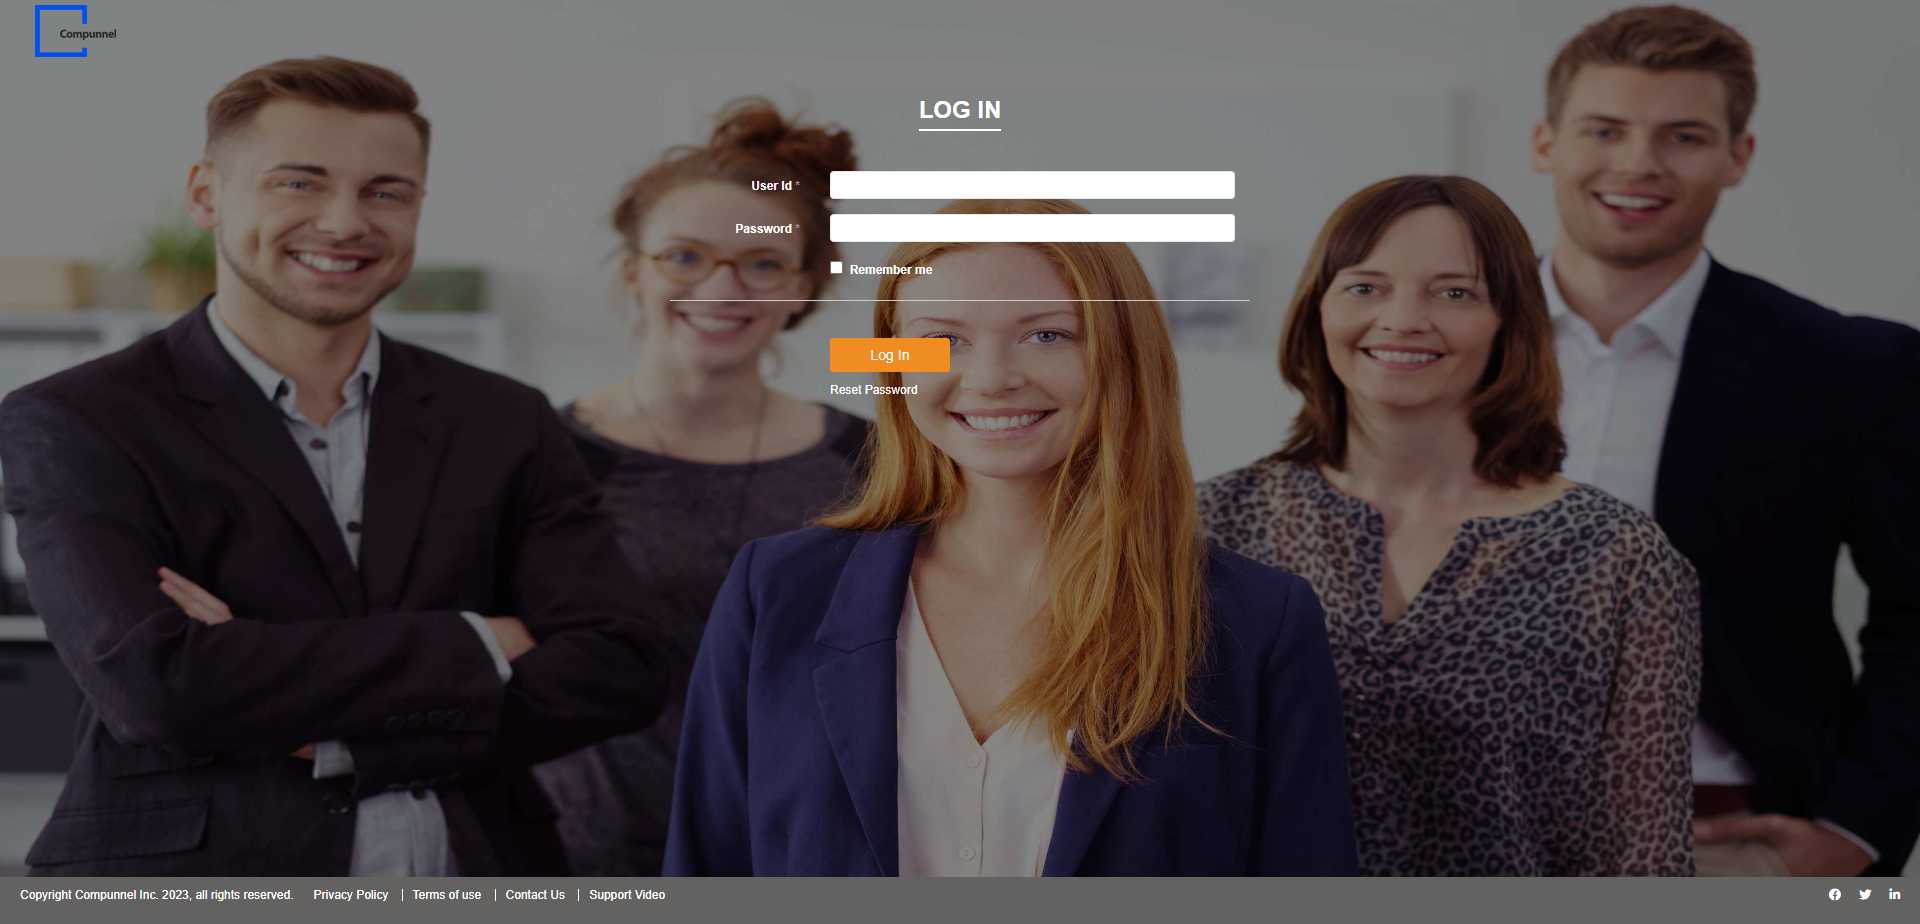 Compunnel
LOG IN
User Id *
Password *
Remember me
Log In
Reset Password
Copyright Compunnel Inc. 2023, all rights reserved. Privacy Policy | Terms of use | Contact Us | Support Video